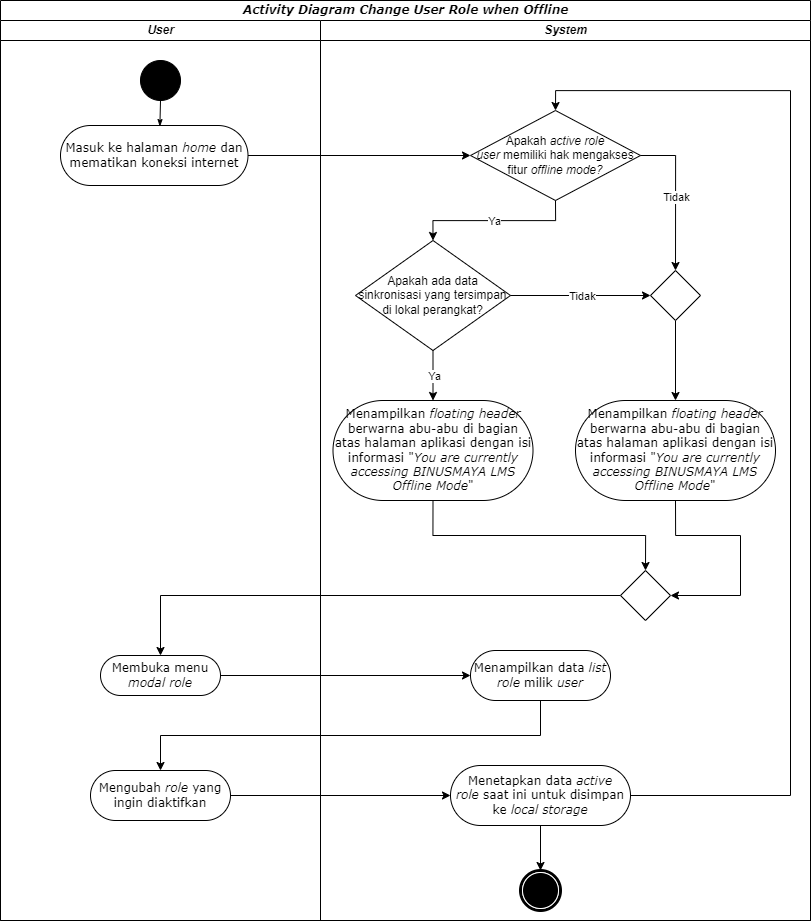 Activity Diagram Change User Role when Offline
User
System
Masuk ke halaman home dan
mematikan koneksi internet
Apakah active role
user memiliki hak mengakses
fitur offline mode?
Tidak
Ya
Apakah ada data
sinkronisasi yang tersimpan
di lokal perangkat?
Tidak
Ya
Menampilkan floating header
berwarna abu-abu di bagian
atas halaman aplikasi dengan isi
informasi "You are currently
accessing BINUSMAYA LMS
Offline Mode"
Menampilkan floating header
berwarna abu-abu di bagian
atas halaman aplikasi dengan isi
informasi "You are currently
accessing BINUSMAYA LMS
Offline Mode"
Membuka menu
modal role
Menampilkan data list
role milik user
Mengubah role yang
ingin diaktifkan
Menetapkan data active
role saat ini untuk disimpan
ke local storage